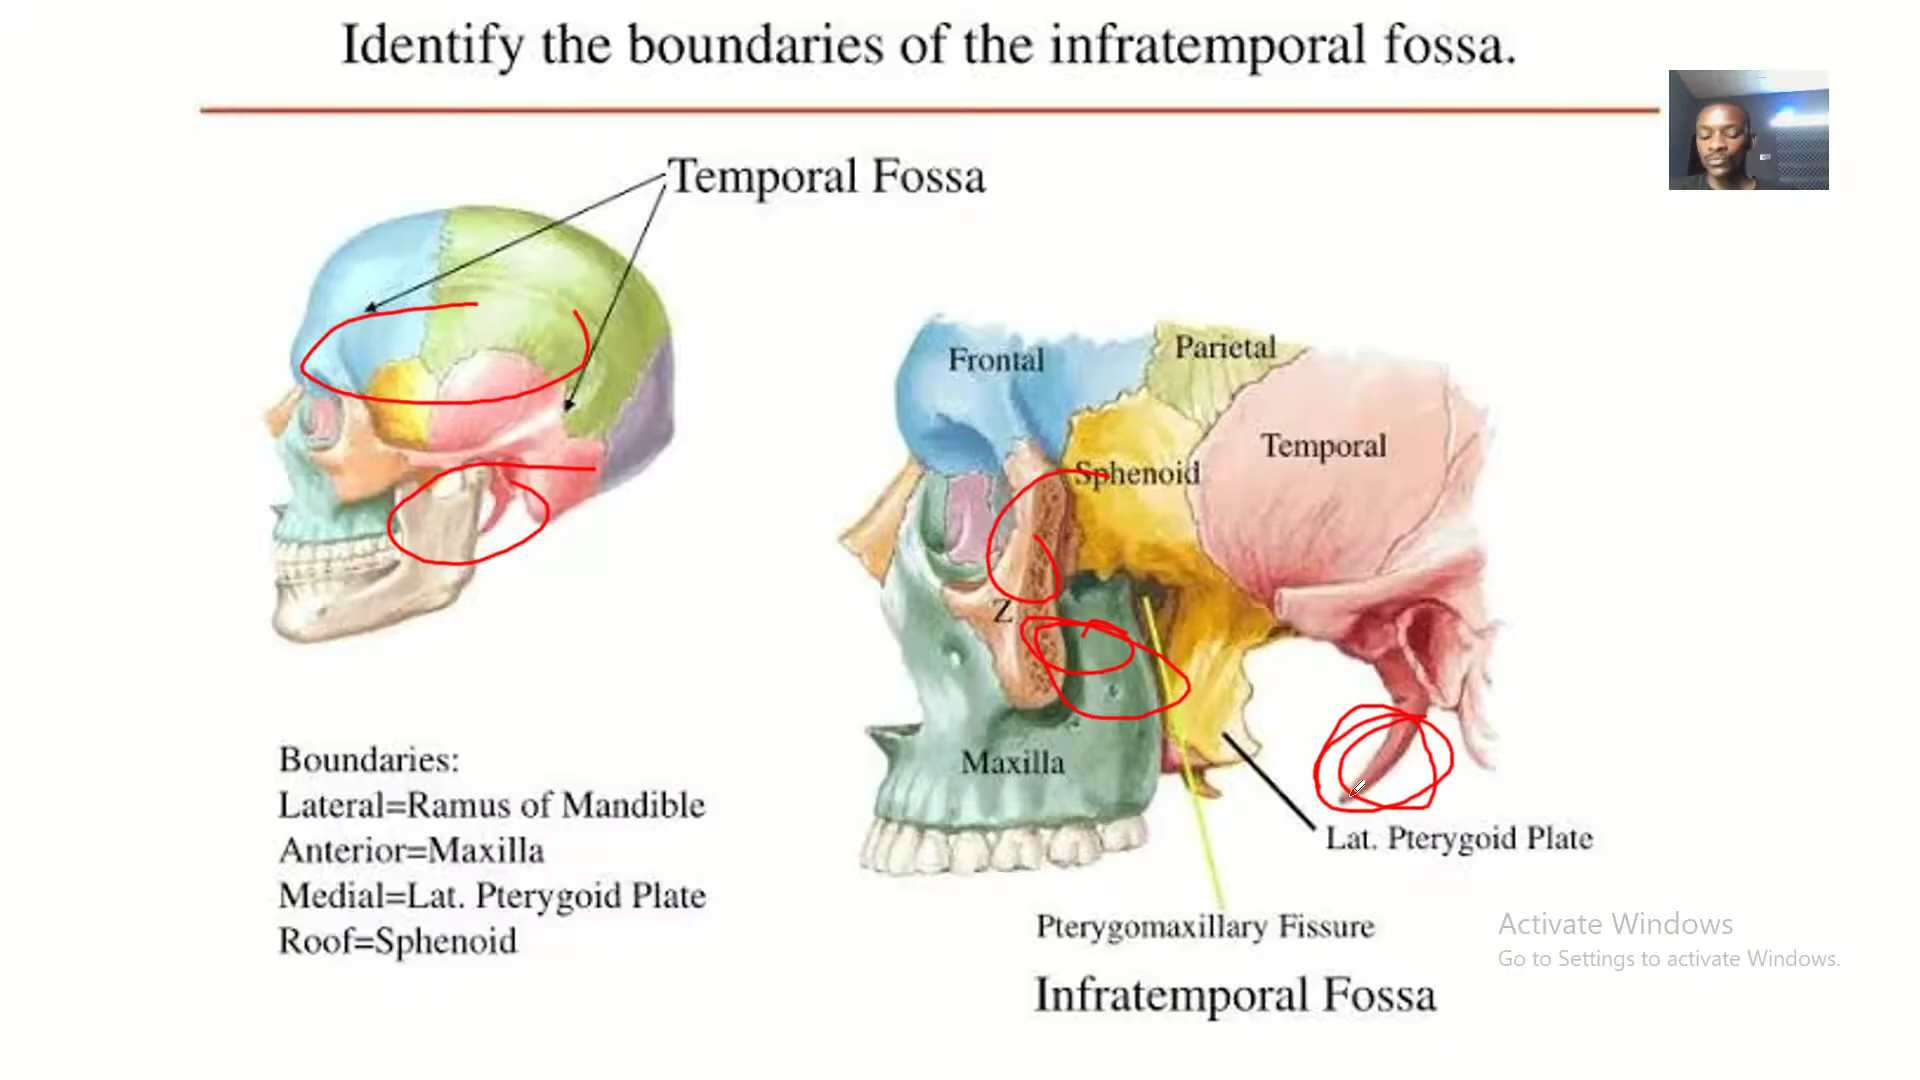 Identify the boundaries of the infratemporal fossa.
Temporal Fossa
Frontal
Parietal
Temporal
Sphenoid
Z
Maxilla
Boundaries:
Lateral=Ramus of Mandible
Anterior=Maxilla
Medial=Lat. Pterygoid Plate
Roof=Sphenoid
Lat. Pterygoid Plate
Pterygomaxillary Fissure
Infratemporal Fossa
Activate Windows
Go to Settings to activate Windows.